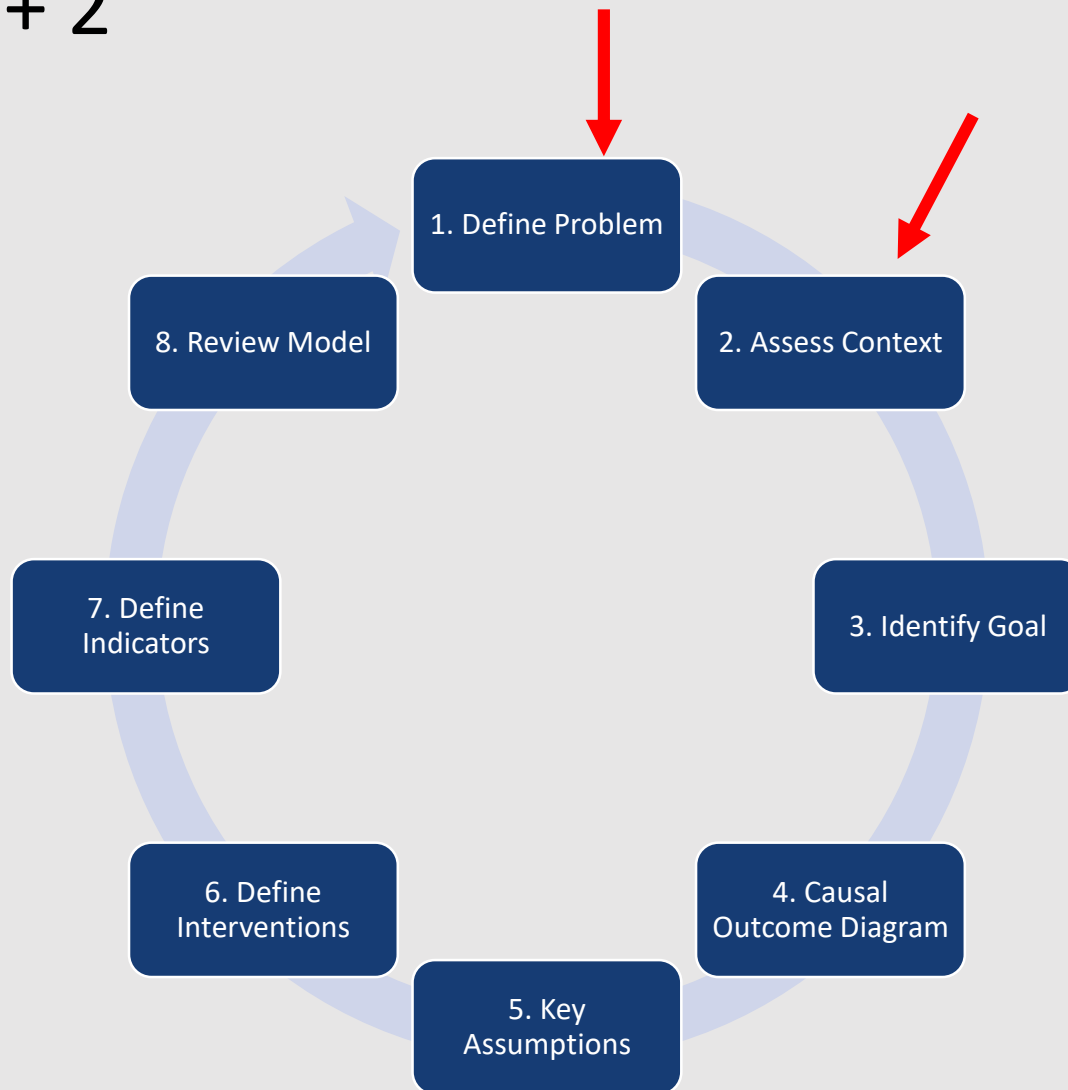 + 2
1. Define Problem
2. Assess Context
3. Identify Goal
4. Causal
Outcome Diagram
5. Key
Assumptions
6. Define
Interventions
7. Define
Indicators
8. Review Model